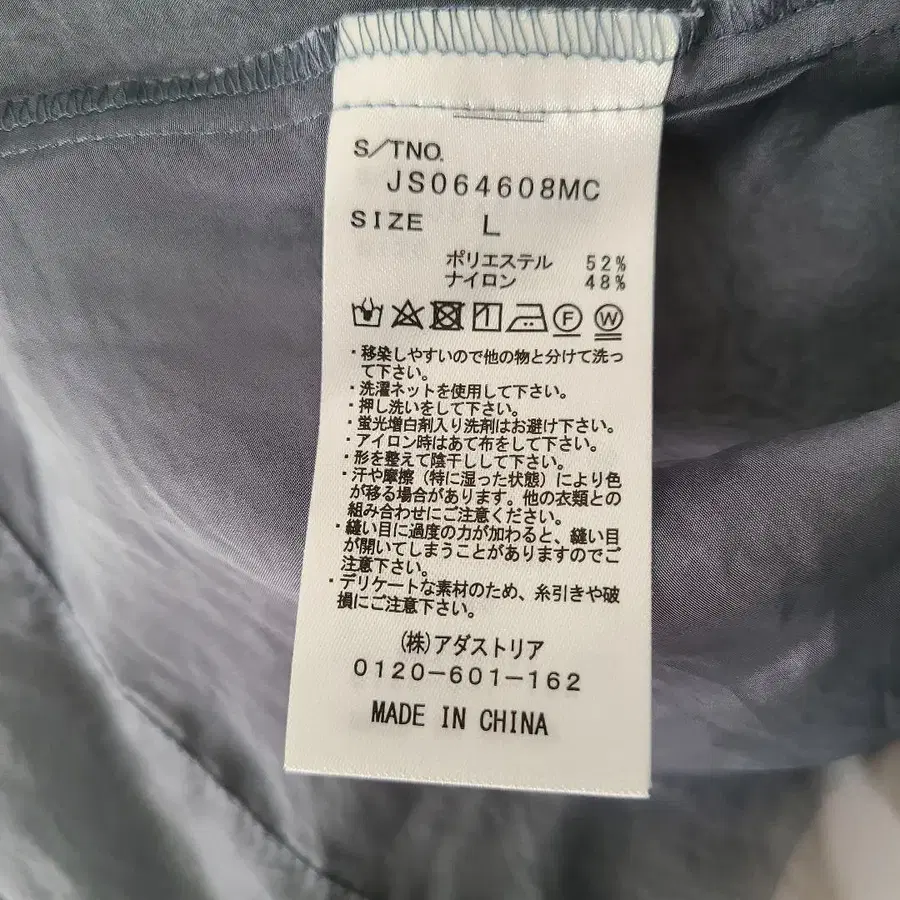 S/TNO.
JS064608MC
SIZE L
ポリエステル 52%
ナイロン 48%
F W
・移染しやすいので他の物と分けて洗っ
て下さい。
・洗濯ネットを使用して下さい。
・押し洗いをして下さい。
・蛍光増白剤入り洗剤はお避け下さい。
・アイロン時はあて布をして下さい。
・形を整えて陰干しして下さい。
・汗や摩擦（特に湿った状態）により色
が移る場合があります。他の衣類との
組み合わせにご注意ください。
・縫い目に過度の力が加わると、縫い目
が開いてしまうことがありますのでご
注意下さい。
・デリケートな素材のため、糸引きや破
損にご注意下さい。
(株)アダストリア
0120-601-162
MADE IN CHINA